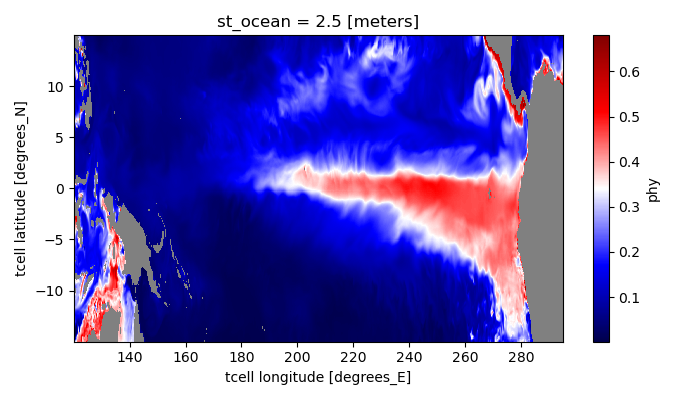 st_ocean = 2.5 [meters]
10
5
0
−5
−10
tcell latitude [degrees_N]
140 160 180 200 220 240 260 280
tcell longitude [degrees_E]
0.6
0.5
0.4
0.3
0.2
0.1
phy